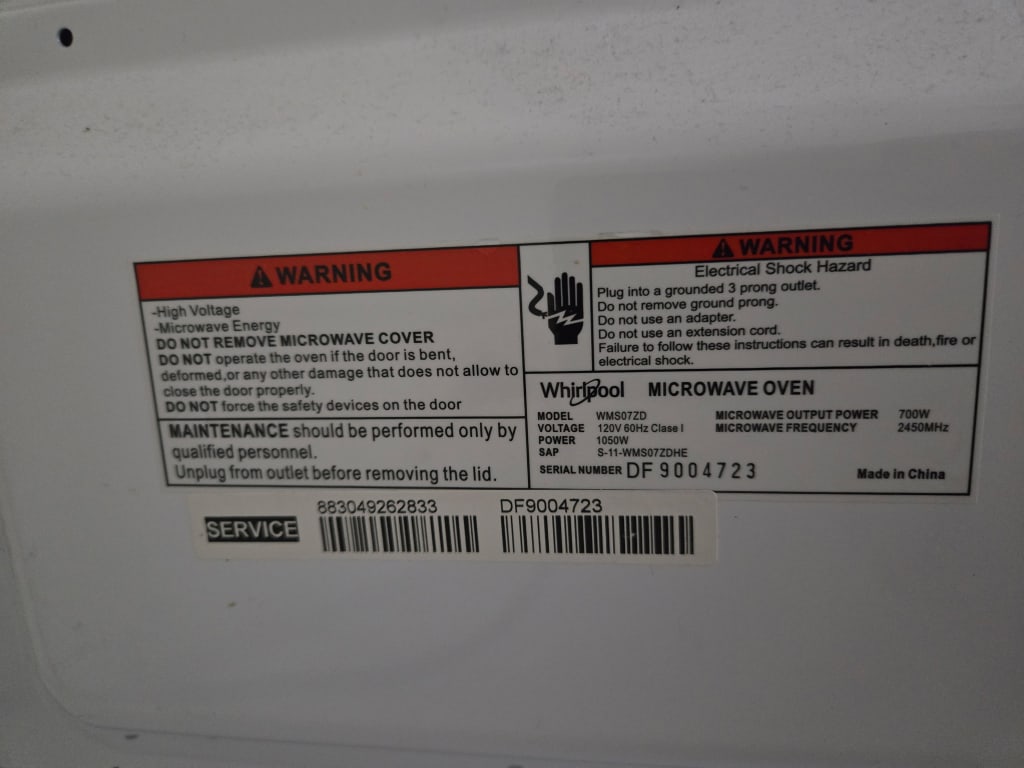 WARNING
-High Voltage
-Microwave Energy
DO NOT REMOVE MICROWAVE COVER
DO NOT operate the oven if the door is bent,
deformed,or any other damage that does not allow to
close the door properly.
DO NOT force the safety devices on the door
MAINTENANCE should be performed only by
qualified personnel.
Unplug from outlet before removing the lid.
WARNING
Electrical Shock Hazard
Plug into a grounded 3 prong outlet.
Do not remove ground prong.
Do not use an adapter.
Do not use an extension cord.
Failure to follow these instructions can result in death,fire or
electrical shock.
Whirlpool MICROWAVE OVEN
MODEL WMS07ZD MICROWAVE OUTPUT POWER 700W
VOLTAGE 120V 60Hz Clase I MICROWAVE FREQUENCY 2450MHz
POWER 1050W
SAP S-11-WMS07ZDHE
SERIAL NUMBER DF9004723 Made in China
SERVICE 883049262833 DF9004723